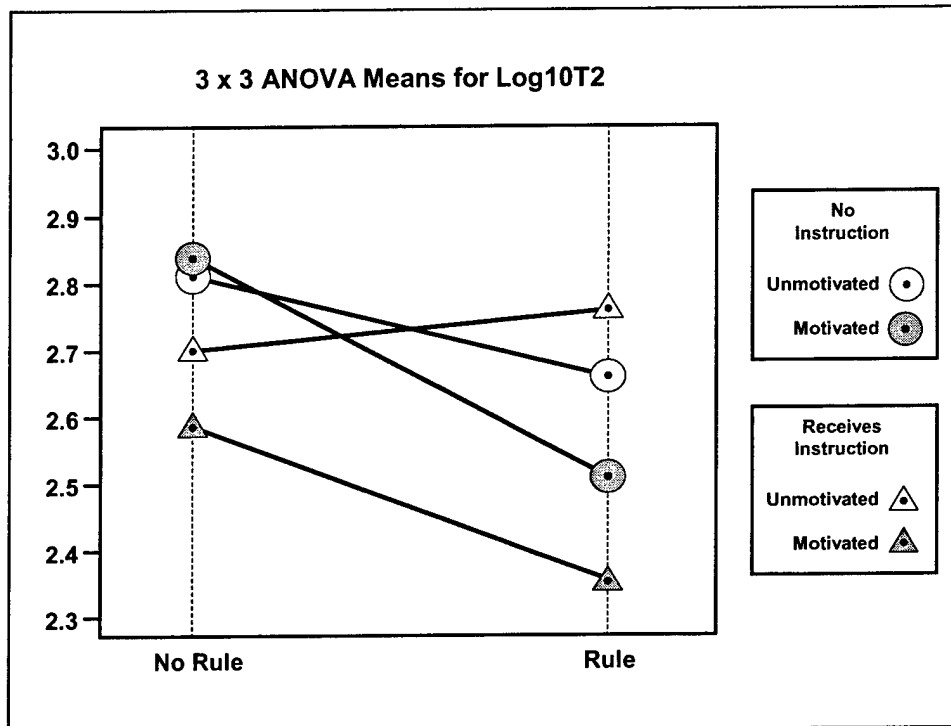 3 x 3 ANOVA Means for Log10T2
3.0
2.9
2.8
2.7
2.6
2.5
2.4
2.3
No Rule
Rule
No
Instruction
Unmotivated
Motivated
Receives
Instruction
Unmotivated
Motivated